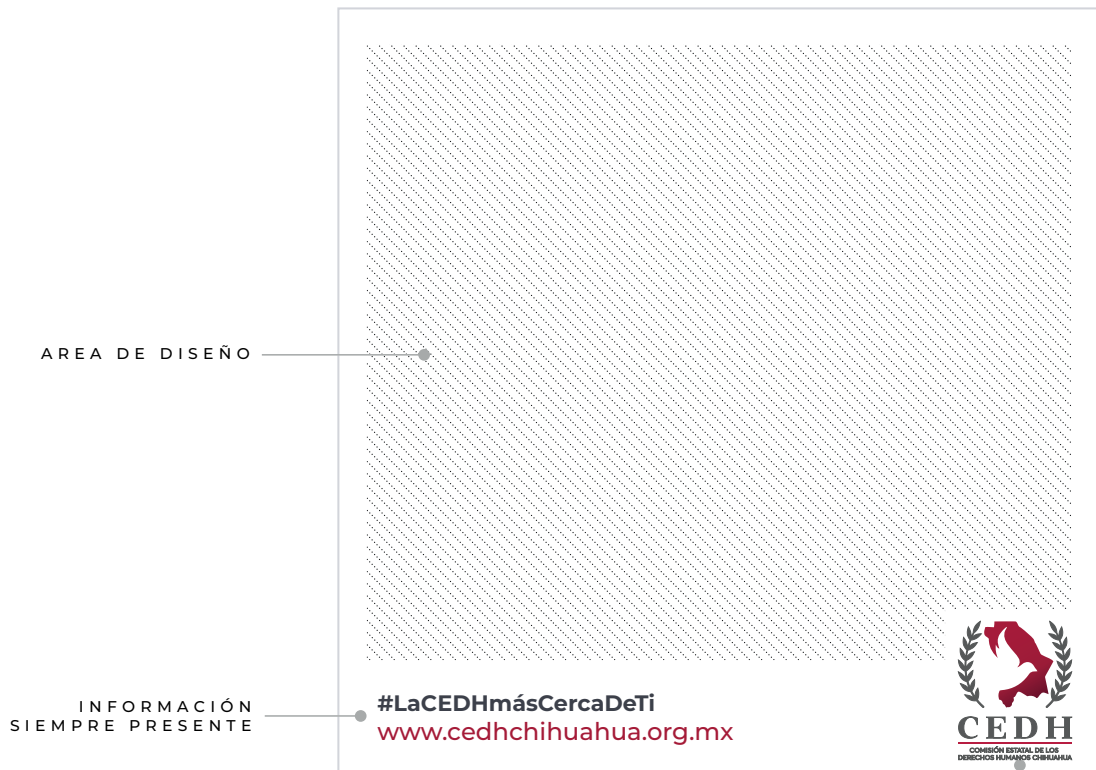 AREA DE DISEÑO
INFORMACIÓN
SIEMPRE PRESENTE
#LaCEDHmásCercaDeTi
www.cedhchihuahua.org.mx
CEDH
COMISIÓN ESTATAL DE LOS
DERECHOS HUMANOS CHIHUAHUA